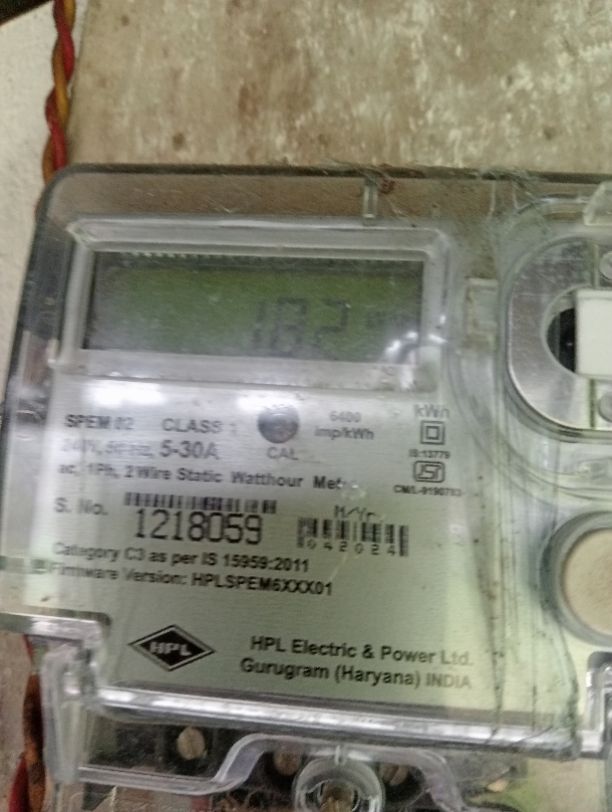 182
kWh
SPEM 02 CLASS 1 6400
imp/kWh
240V, 50Hz, 5-30A CAL
IS:13779
ac, 1Ph, 2 Wire Static Watthour Meter
CM/L-9190783
S. No. M/Yr.
1218059 042024
Category C3 as per IS 15959:2011
Firmware Version: HPLSPEM6XXX01
HPL
HPL Electric & Power Ltd.
Gurugram (Haryana) INDIA